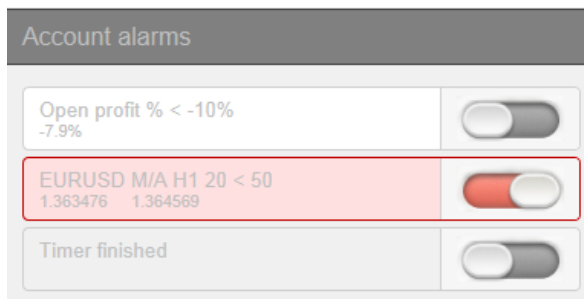 Account alarms
Open profit % < -10%
-7.9%
EURUSD M/A H1 20 < 50
1.363476 1.364569
Timer finished